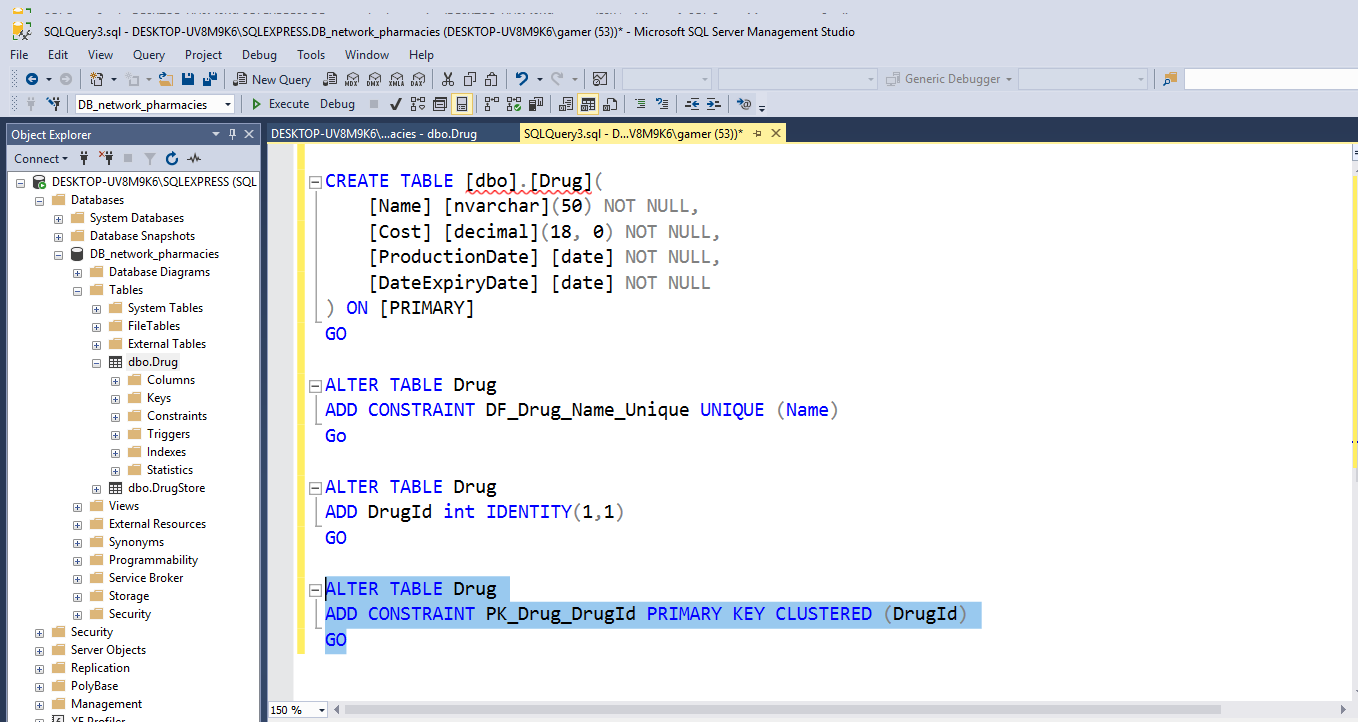 SQLQuery3.sql - DESKTOP-UV8M9K6\SQLEXPRESS.DB_network_pharmacies (DESKTOP-UV8M9K6\gamer (53))* - Microsoft SQL Server Management Studio
File Edit View Query Project Debug Tools Window Help
New Query MDX DMX XMLA DAX Generic Debugger
DB_network_pharmacies Execute Debug
Object Explorer
Connect
DESKTOP-UV8M9K6\SQLEXPRESS (SQL
Databases
System Databases
Database Snapshots
DB_network_pharmacies
Database Diagrams
Tables
System Tables
FileTables
External Tables
dbo.Drug
Columns
Keys
Constraints
Triggers
Indexes
Statistics
dbo.DrugStore
Views
External Resources
Synonyms
Programmability
Service Broker
Storage
Security
Security
Server Objects
Replication
PolyBase
Management
XE Profiler
DESKTOP-UV8M9K6\...acies - dbo.Drug SQLQuery3.sql - D...V8M9K6\gamer (53))*
CREATE TABLE [dbo].[Drug](
[Name] [nvarchar](50) NOT NULL,
[Cost] [decimal](18, 0) NOT NULL,
[ProductionDate] [date] NOT NULL,
[DateExpiryDate] [date] NOT NULL
) ON [PRIMARY]
GO
ALTER TABLE Drug
ADD CONSTRAINT DF_Drug_Name_Unique UNIQUE (Name)
Go
ALTER TABLE Drug
ADD DrugId int IDENTITY(1,1)
GO
ALTER TABLE Drug
ADD CONSTRAINT PK_Drug_DrugId PRIMARY KEY CLUSTERED (DrugId)
GO
150 %